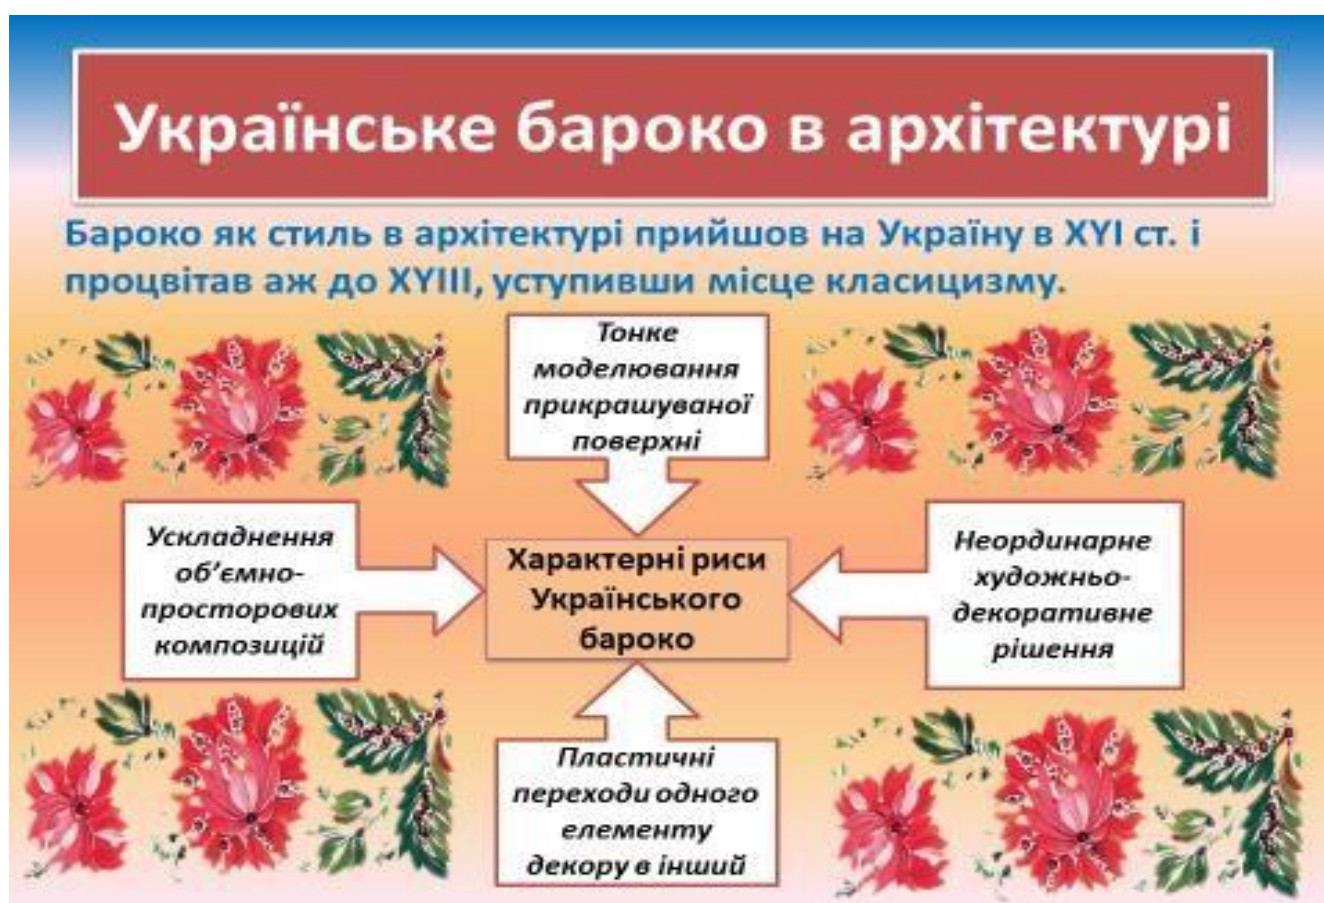 Українське бароко в архітектурі
Бароко як стиль в архітектурі прийшов на Україну в XYI ст. і
процвітав аж до XYIII, уступивши місце класицизму.
Тонке
моделювання
прикрашуваної
поверхні
Ускладнення
об’ємно-
просторових
композицій
Характерні риси
Українського
бароко
Неординарне
художньо-
декоративне
рішення
Пластичні
переходи одного
елементу
декору в інший